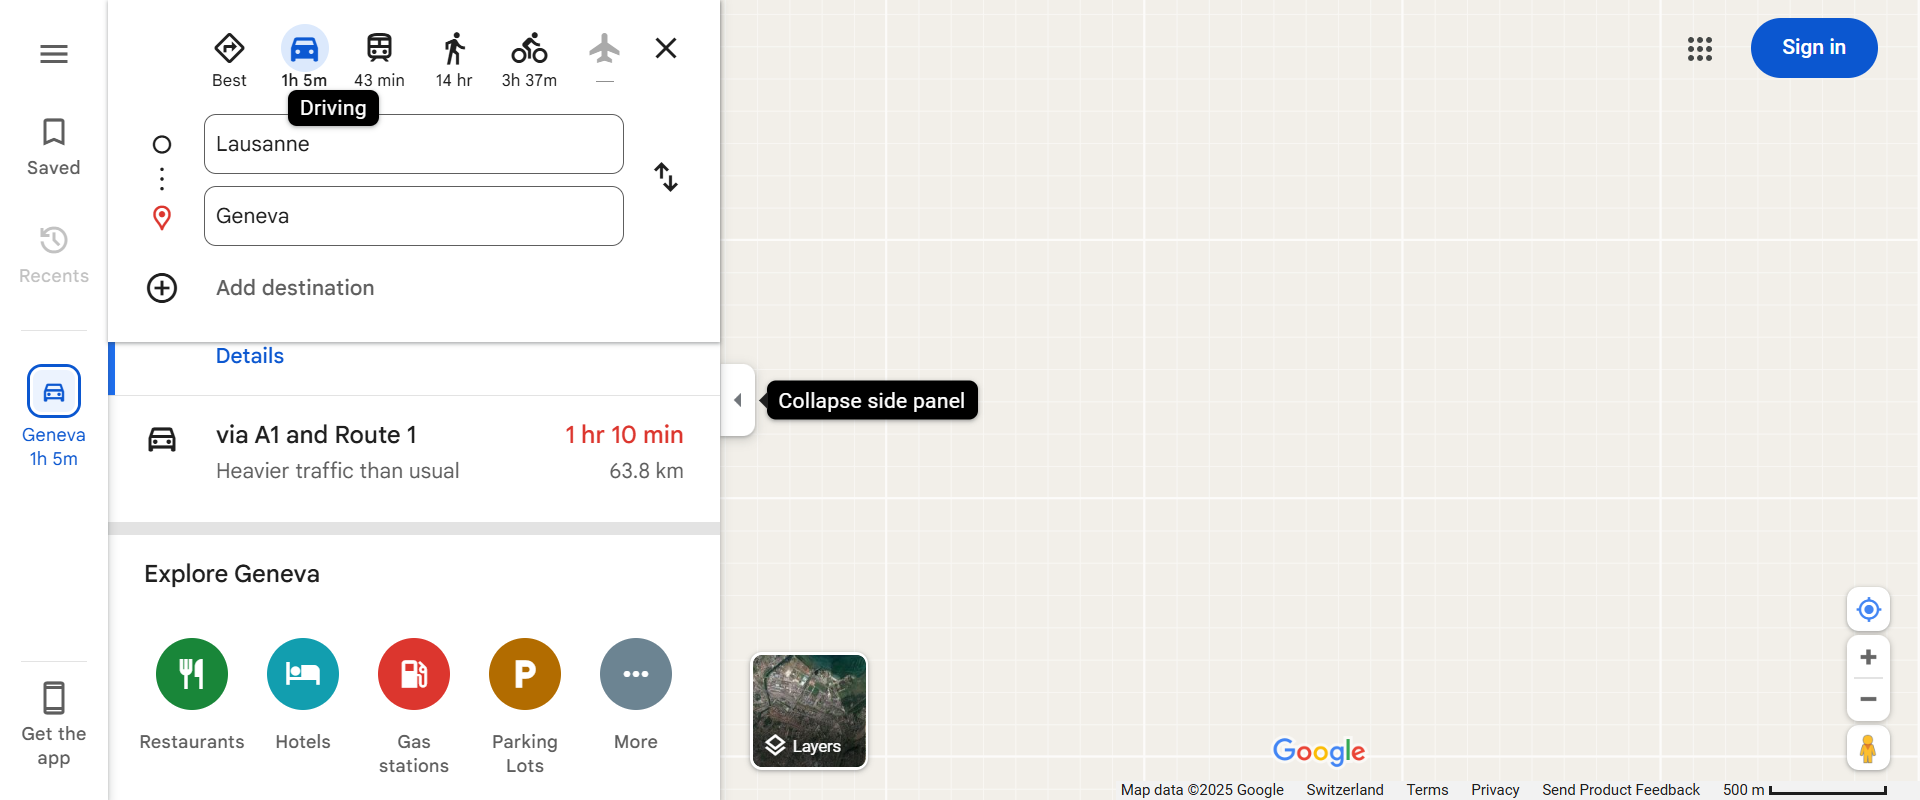 Best
1h 5m
43 min
14 hr
3h 37m
—
Sign in
Driving
Lausanne
Saved
Geneva
Recents
Add destination
Details
Collapse side panel
Geneva
1h 5m
via A1 and Route 1
1 hr 10 min
Heavier traffic than usual
63.8 km
Explore Geneva
Restaurants
Hotels
Gas
stations
P
Parking
Lots
More
Get the
app
Layers
Google
Map data ©2025 Google
Switzerland
Terms
Privacy
Send Product Feedback
500 m